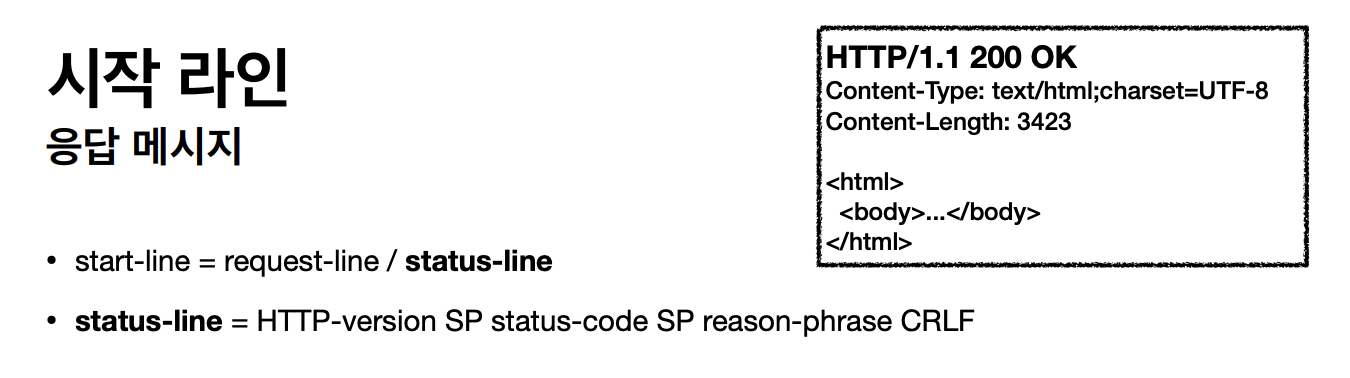 시작 라인
응답 메시지
• start-line = request-line / status-line
• status-line = HTTP-version SP status-code SP reason-phrase CRLF
HTTP/1.1 200 OK
Content-Type: text/html;charset=UTF-8
Content-Length: 3423

<html>
  <body>...</body>
</html>